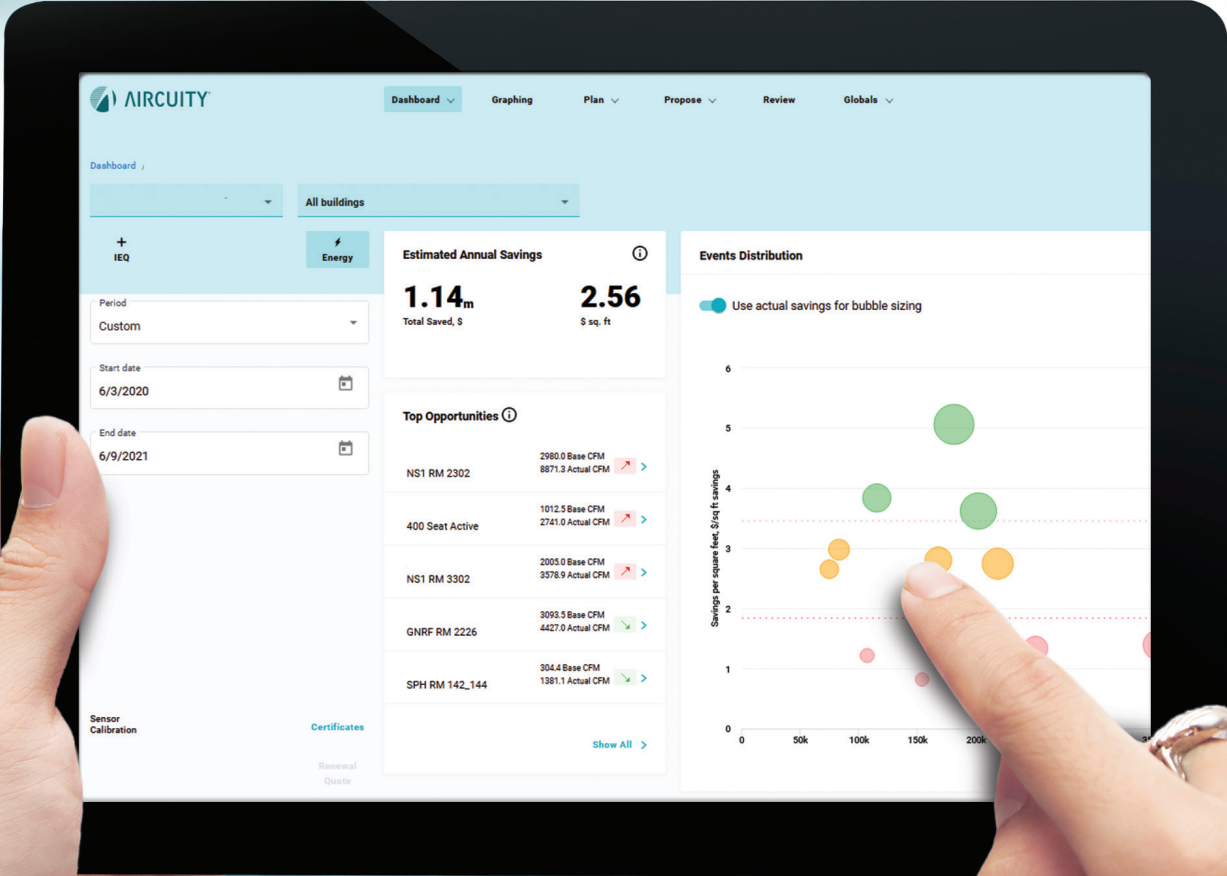 AIRCUITY
Dashboard
Graphing
Plan
Propose
Review
Globals
Dashboard /
All buildings
IEQ
Energy
Period
Custom
Start date
6/3/2020
End date
6/9/2021
Sensor
Calibration
Certificates
Renewal
Quote
Estimated Annual Savings
1.14m
Total Saved, $
2.56
$ sq. ft
Top Opportunities
NS1 RM 2302
2980.0 Base CFM
8871.3 Actual CFM
400 Seat Active
1012.5 Base CFM
2741.0 Actual CFM
NS1 RM 3302
2005.0 Base CFM
3578.9 Actual CFM
GNRF RM 2226
3093.5 Base CFM
4427.0 Actual CFM
SPH RM 142_144
304.4 Base CFM
1381.1 Actual CFM
Show All
Events Distribution
Use actual savings for bubble sizing
Savings per square feet, $/sq ft savings
6
5
4
3
2
1
0
0
50k
100k
150k
200k